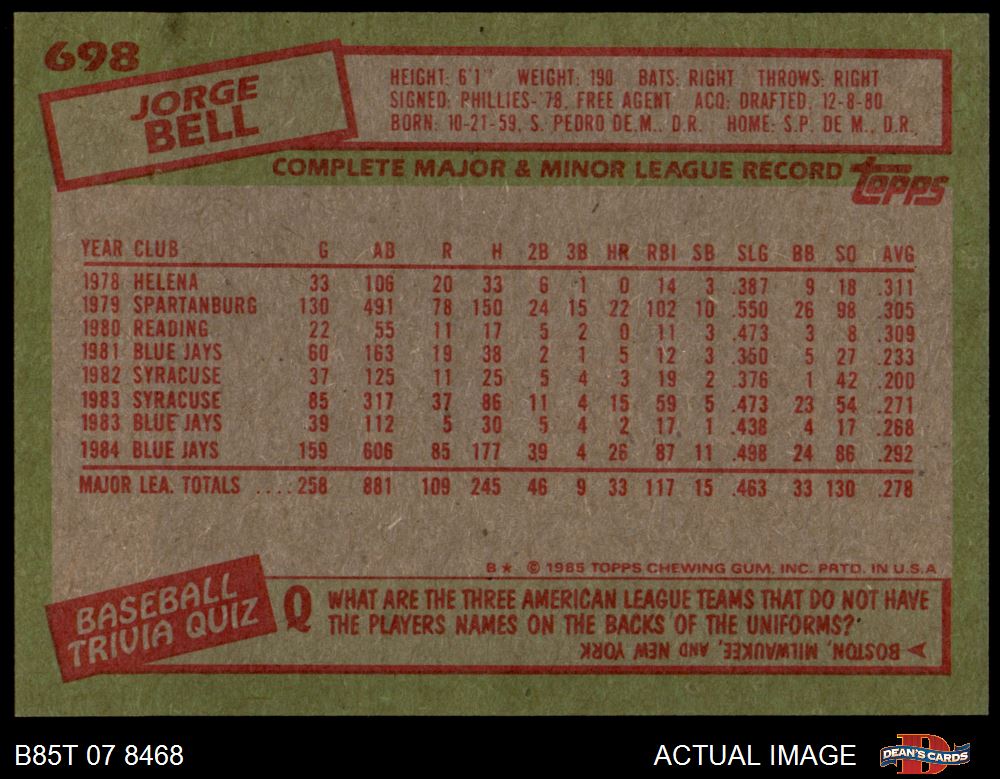 698
JORGE
BELL
HEIGHT: 6'1" WEIGHT: 190 BATS: RIGHT THROWS: RIGHT
SIGNED: PHILLIES-'78, FREE AGENT ACQ: DRAFTED, 12-8-80
BORN: 10-21-59, S. PEDRO DE.M., D.R. HOME: S.P. DE M., D.R.
COMPLETE MAJOR & MINOR LEAGUE RECORD topps
YEAR CLUB G AB R H 2B 3B HR RBI SB SLG BB SO AVG
1978 HELENA 33 106 20 33 6 1 0 14 3 .387 9 18 .311
1979 SPARTANBURG 130 491 78 150 24 15 22 102 10 .550 26 98 .305
1980 READING 22 55 11 17 5 2 0 11 3 .473 3 8 .309
1981 BLUE JAYS 60 163 19 38 2 1 5 12 3 .350 5 27 .233
1982 SYRACUSE 37 125 11 25 5 4 3 19 2 .376 1 42 .200
1983 SYRACUSE 85 317 37 86 11 4 15 59 5 .473 23 54 .271
1983 BLUE JAYS 39 112 5 30 5 4 2 17 1 .438 4 17 .268
1984 BLUE JAYS 159 606 85 177 39 4 26 87 11 .498 24 86 .292
MAJOR LEA. TOTALS ....258 881 109 245 46 9 33 117 15 .463 33 130 .278
B★ © 1985 TOPPS CHEWING GUM, INC. PRTD. IN U.S.A
BASEBALL
TRIVIA QUIZ
Q WHAT ARE THE THREE AMERICAN LEAGUE TEAMS THAT DO NOT HAVE
THE PLAYERS NAMES ON THE BACKS OF THE UNIFORMS?
BOSTON, MILWAUKEE, AND NEW YORK
B85T 07 8468 ACTUAL IMAGE DEAN'S CARDS